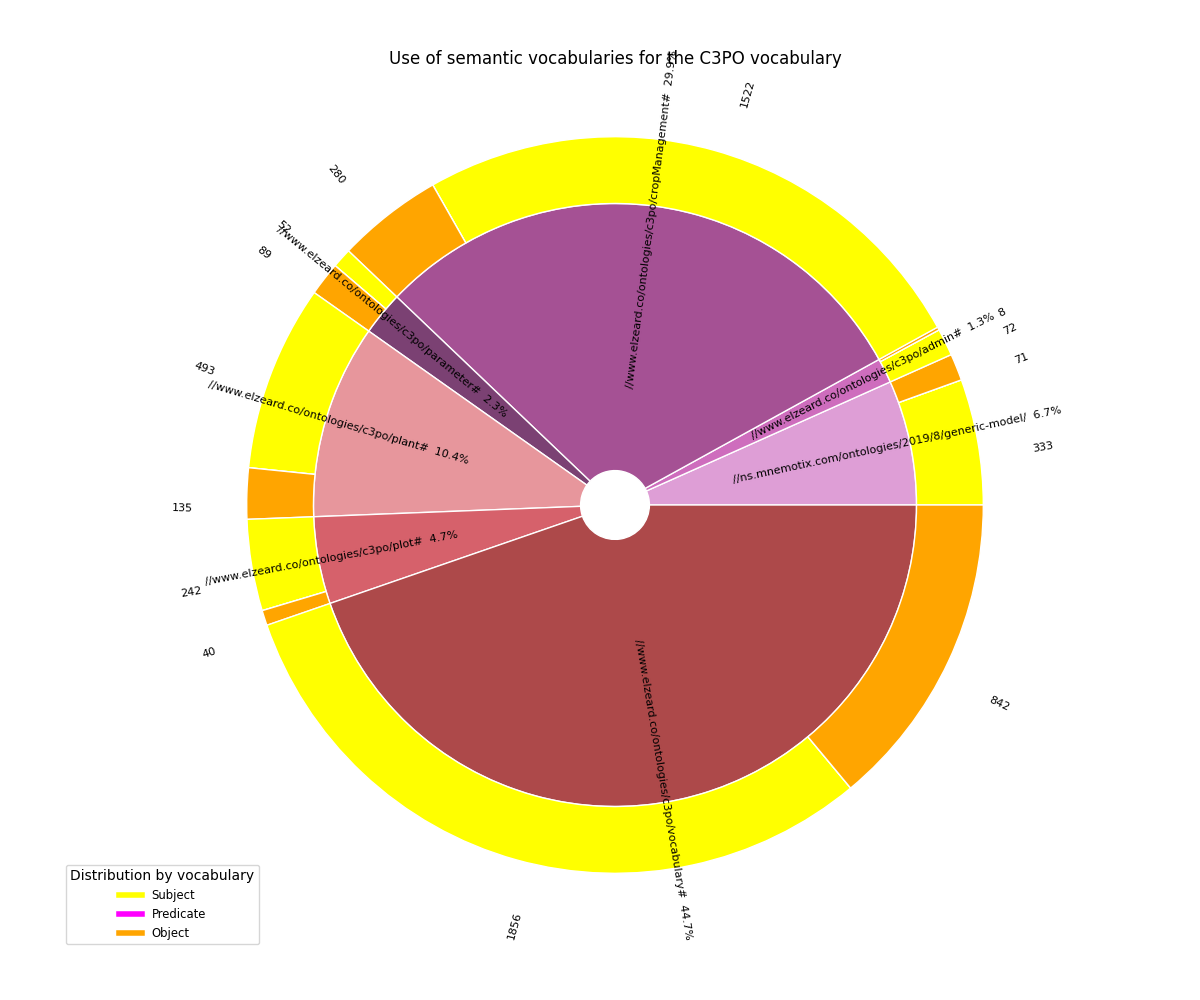 Use of semantic vocabularies for the C3PO vocabulary
//www.elzeard.co/ontologies/c3po/cropManagement# 29.9%
1522
280
52
//www.elzeard.co/ontologies/c3po/parameter# 2.3%
89
8
//www.elzeard.co/ontologies/c3po/admin# 1.3%
72
71
493
//www.elzeard.co/ontologies/c3po/plant# 10.4%
//ns.mnemotix.com/ontologies/2019/8/generic-model/ 6.7%
333
135
//www.elzeard.co/ontologies/c3po/plot# 4.7%
242
40
842
//www.elzeard.co/ontologies/c3po/vocabulary# 44.7%
1856
Distribution by vocabulary
Subject
Predicate
Object